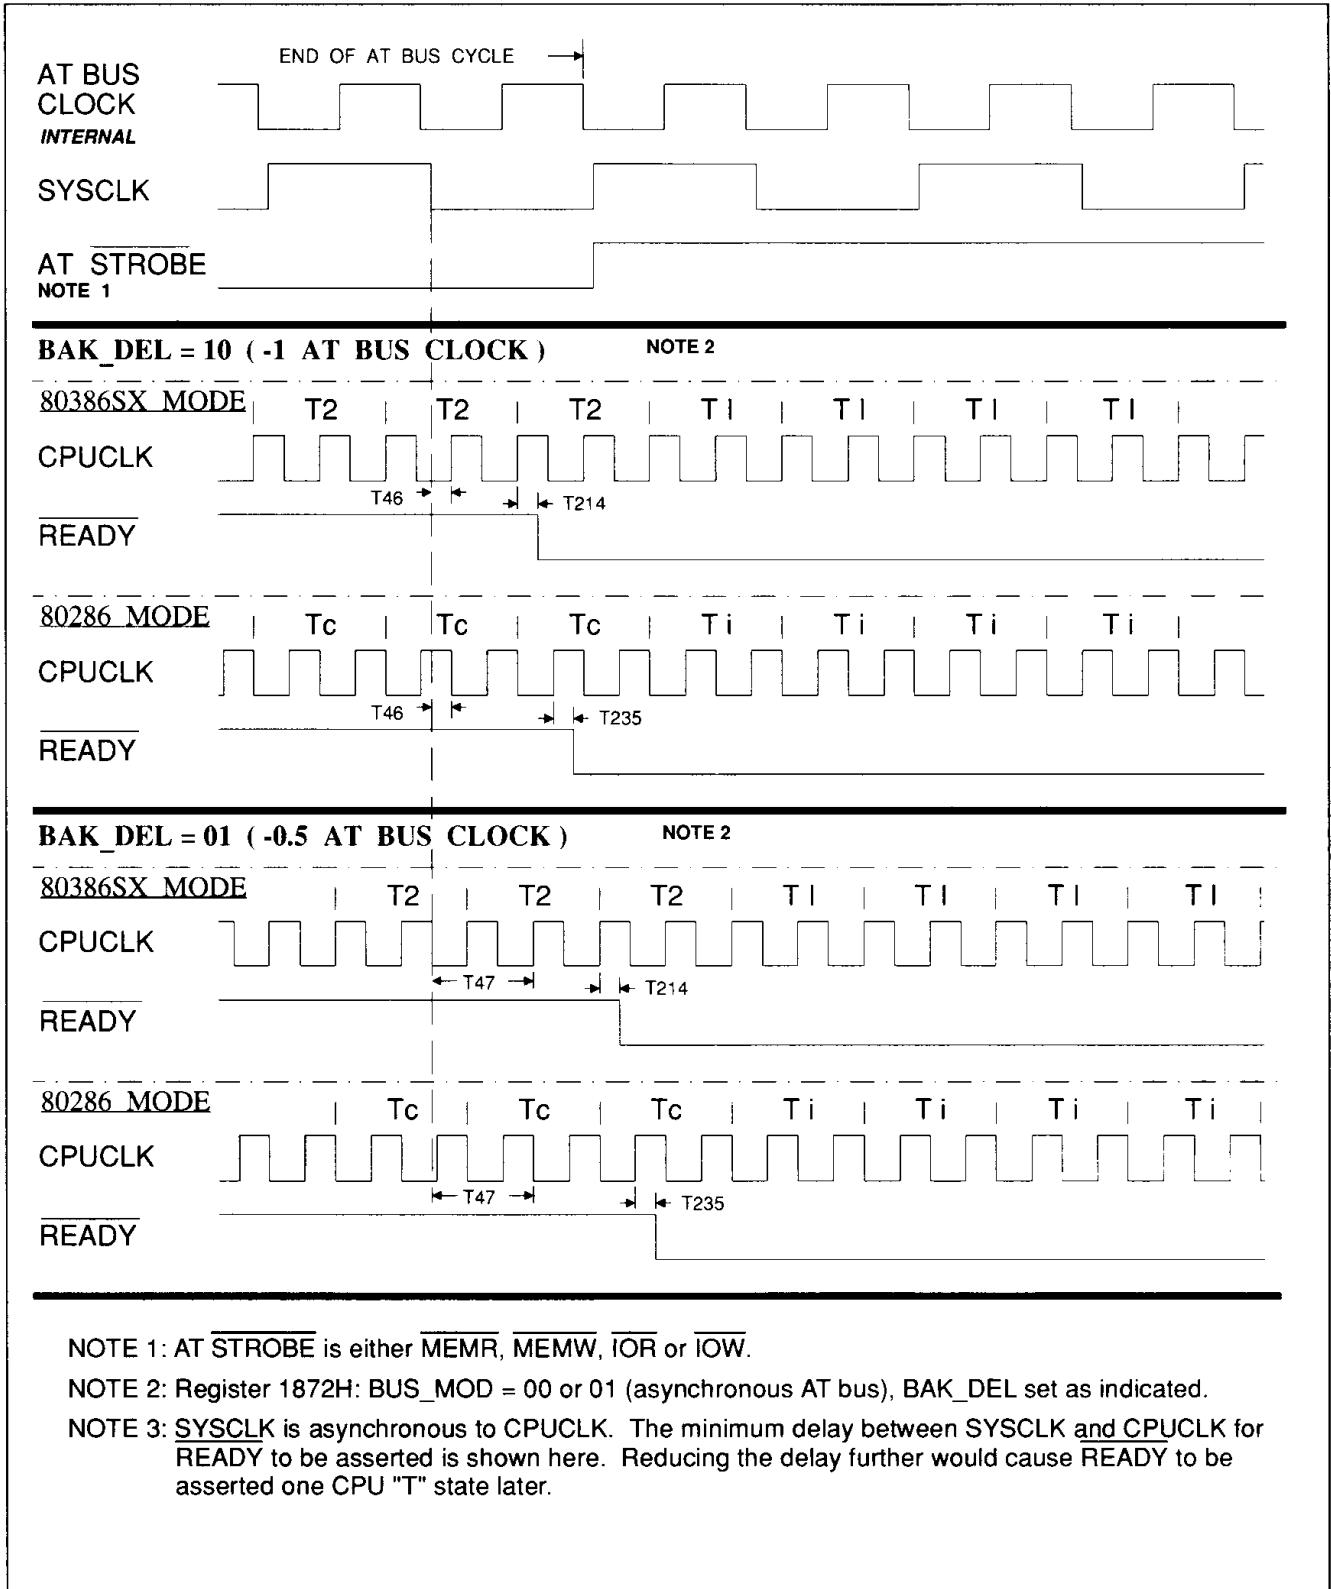 END OF AT BUS CYCLE
AT BUS
CLOCK
INTERNAL
SYSCLK
AT STROBE
NOTE 1
BAK_DEL = 10 ( -1 AT BUS CLOCK ) NOTE 2
80386SX MODE T2 T2 T2 T I T I T I T I
CPUCLK
T46 T214
READY
80286 MODE Tc Tc Tc T i T i T i T i
CPUCLK
T46 T235
READY
BAK_DEL = 01 ( -0.5 AT BUS CLOCK ) NOTE 2
80386SX MODE T2 T2 T2 T I T I T I T I
CPUCLK
T47 T214
READY
80286 MODE Tc Tc Tc T i T i T i T i
CPUCLK
T47 T235
READY
NOTE 1: AT STROBE is either MEMR, MEMW, IOR or IOW.
NOTE 2: Register 1872H: BUS_MOD = 00 or 01 (asynchronous AT bus), BAK_DEL set as indicated.
NOTE 3: SYSCLK is asynchronous to CPUCLK. The minimum delay between SYSCLK and CPUCLK for
READY to be asserted is shown here. Reducing the delay further would cause READY to be
asserted one CPU "T" state later.